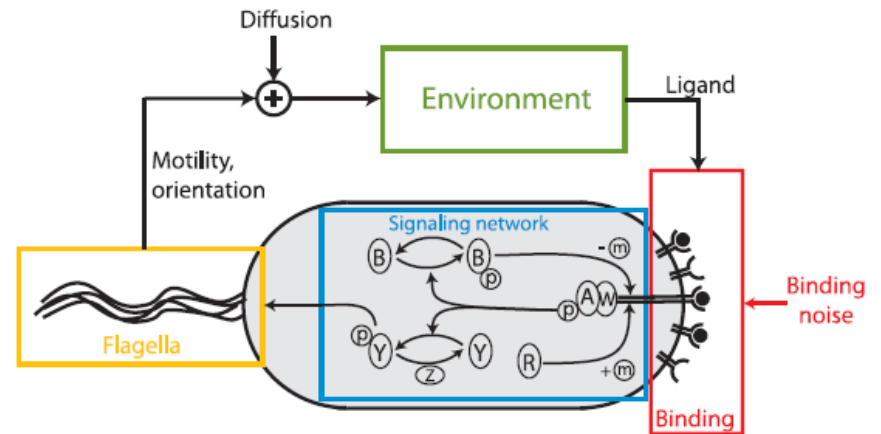 Diffusion
+
Environment
Ligand
Motility,
orientation
Signaling network
B
B
p
- m
A W
p
Binding
noise
Flagella
p
Y
Y
Z
R
+ m
Binding